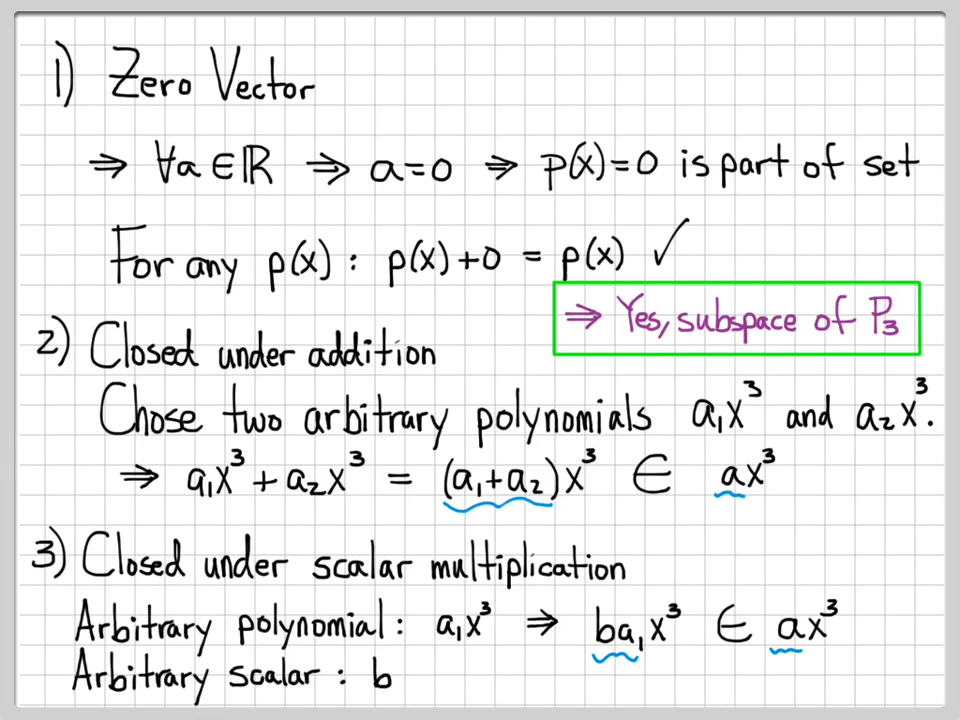 1) Zero Vector
⇒ ∀a ∈ ℝ ⇒ a=0 ⇒ p(x)=0 is part of set
For any p(x) : p(x)+0 = p(x) ✓
⇒ Yes, subspace of P₃
2) Closed under addition
Chose two arbitrary polynomials a₁x³ and a₂x³.
⇒ a₁x³ + a₂x³ = (a₁+a₂)x³ ∈ ax³
3) Closed under scalar multiplication
Arbitrary polynomial: a₁x³ ⇒ ba₁x³ ∈ ax³
Arbitrary scalar : b